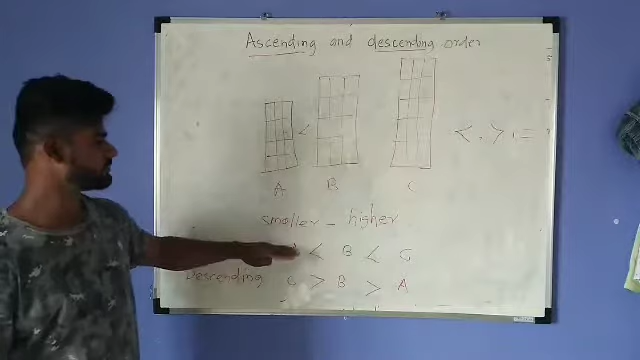 Ascending and descending order
<
< , > , =
A B C
smaller - higher
< B < C
Descending C > B > A